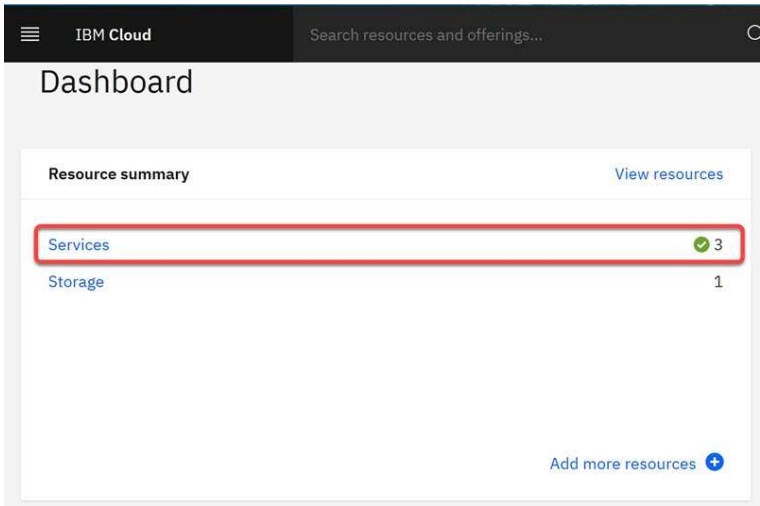 IBM Cloud Search resources and offerings...
Dashboard
Resource summary View resources
Services 3
Storage 1
Add more resources